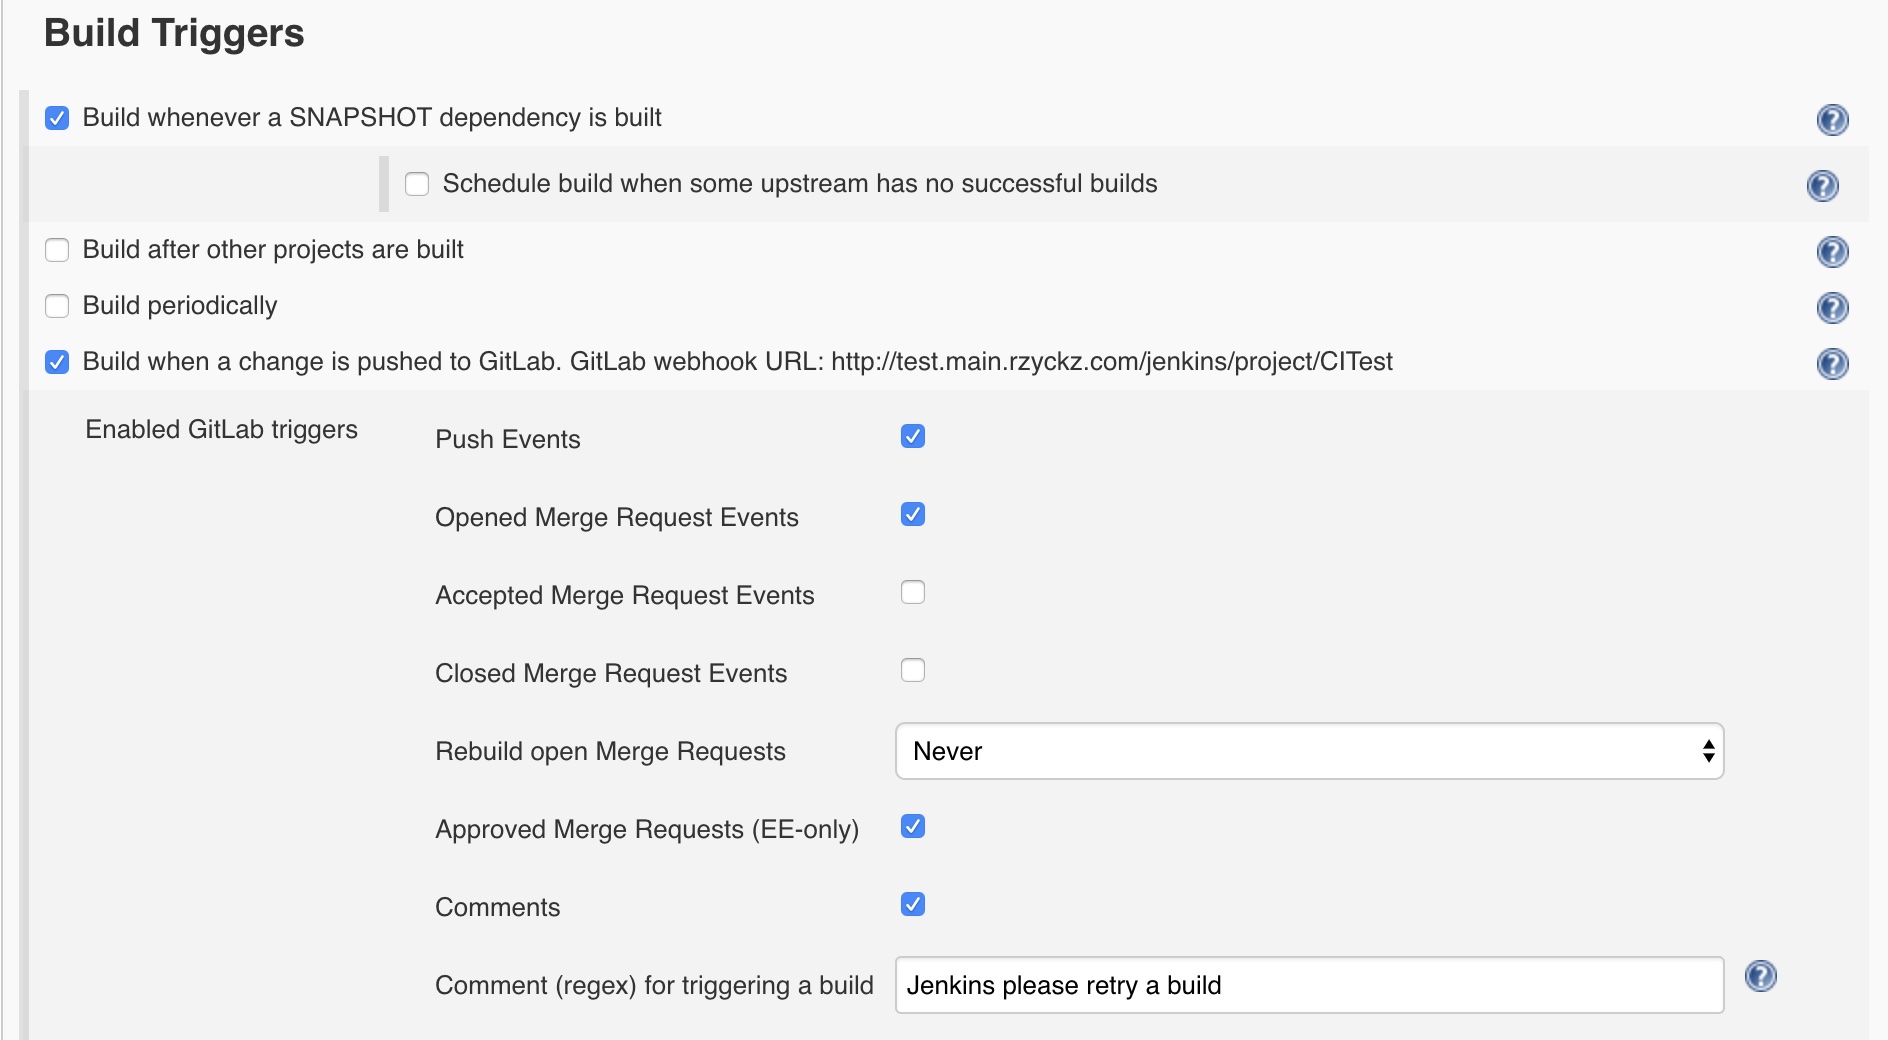 Build Triggers
Build whenever a SNAPSHOT dependency is built
Schedule build when some upstream has no successful builds
Build after other projects are built
Build periodically
Build when a change is pushed to GitLab. GitLab webhook URL: http://test.main.rzyckz.com/jenkins/project/CITest
Enabled GitLab triggers
Push Events
Opened Merge Request Events
Accepted Merge Request Events
Closed Merge Request Events
Rebuild open Merge Requests Never
Approved Merge Requests (EE-only)
Comments
Comment (regex) for triggering a build Jenkins please retry a build